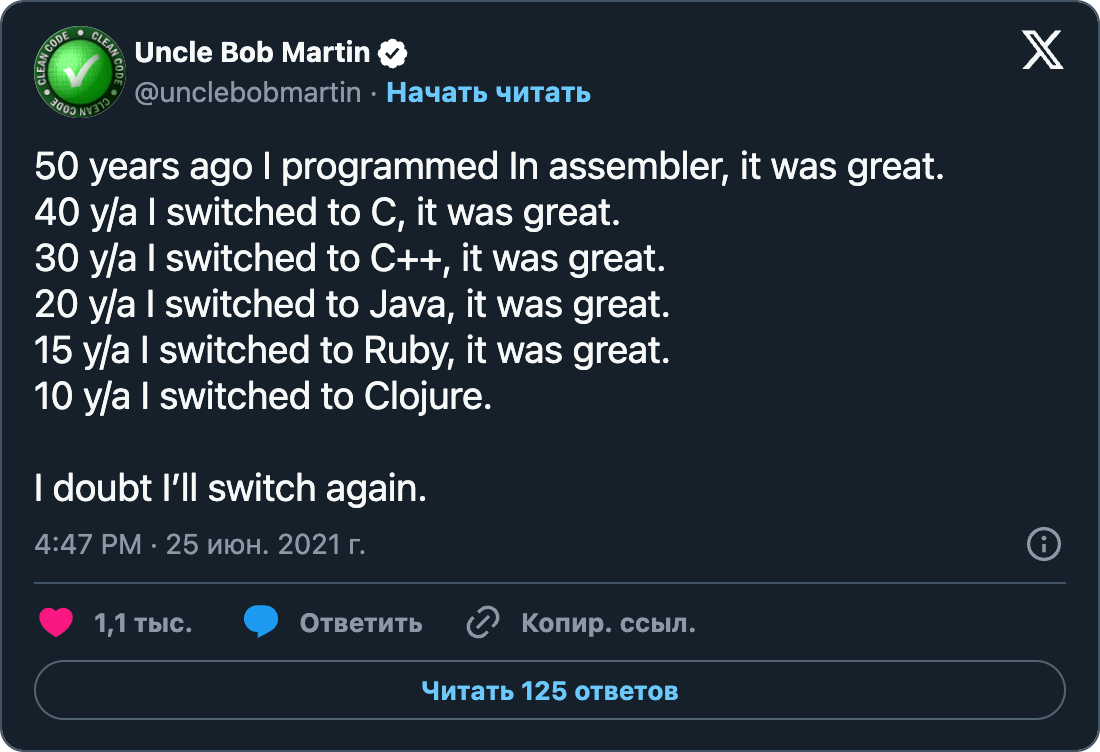 CLEAN CODE • CLEAN CODE • CLEAN CODE •
Uncle Bob Martin
@unclebobmartin · Начать читать
50 years ago I programmed In assembler, it was great.
40 y/a I switched to C, it was great.
30 y/a I switched to C++, it was great.
20 y/a I switched to Java, it was great.
15 y/a I switched to Ruby, it was great.
10 y/a I switched to Clojure.
I doubt I’ll switch again.
4:47 PM · 25 июн. 2021 г.
1,1 тыс. Ответить Копир. ссыл.
Читать 125 ответов